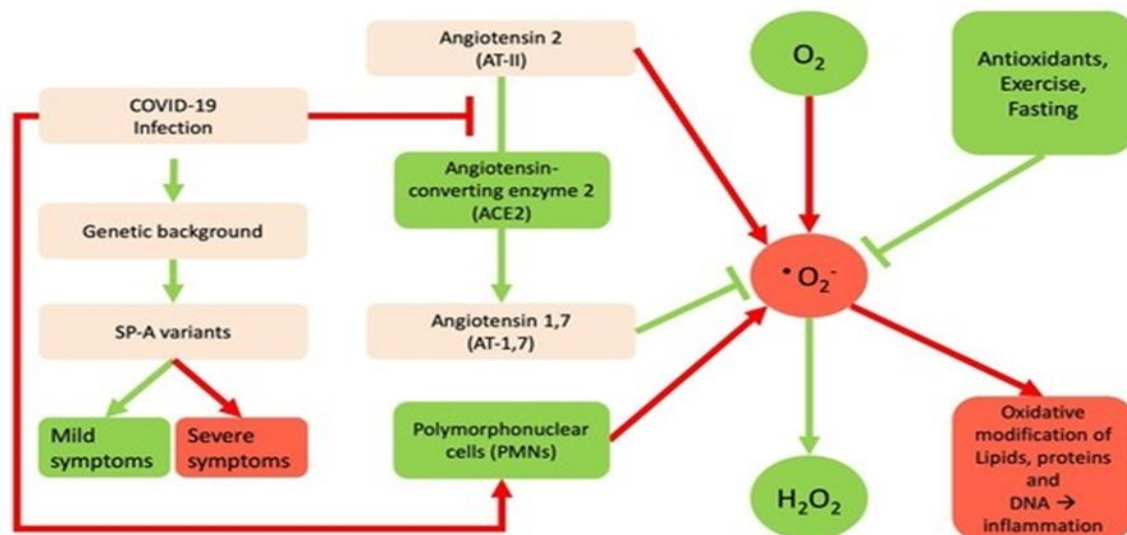 Angiotensin 2
(AT-II)
O₂
Antioxidants,
Exercise,
Fasting
COVID-19
Infection
Angiotensin-
converting enzyme 2
(ACE2)
Genetic background
•O₂⁻
SP-A variants
Angiotensin 1,7
(AT-1,7)
Mild
symptoms
Severe
symptoms
Polymorphonuclear
cells (PMNs)
H₂O₂
Oxidative
modification of
Lipids, proteins
and
DNA →
inflammation